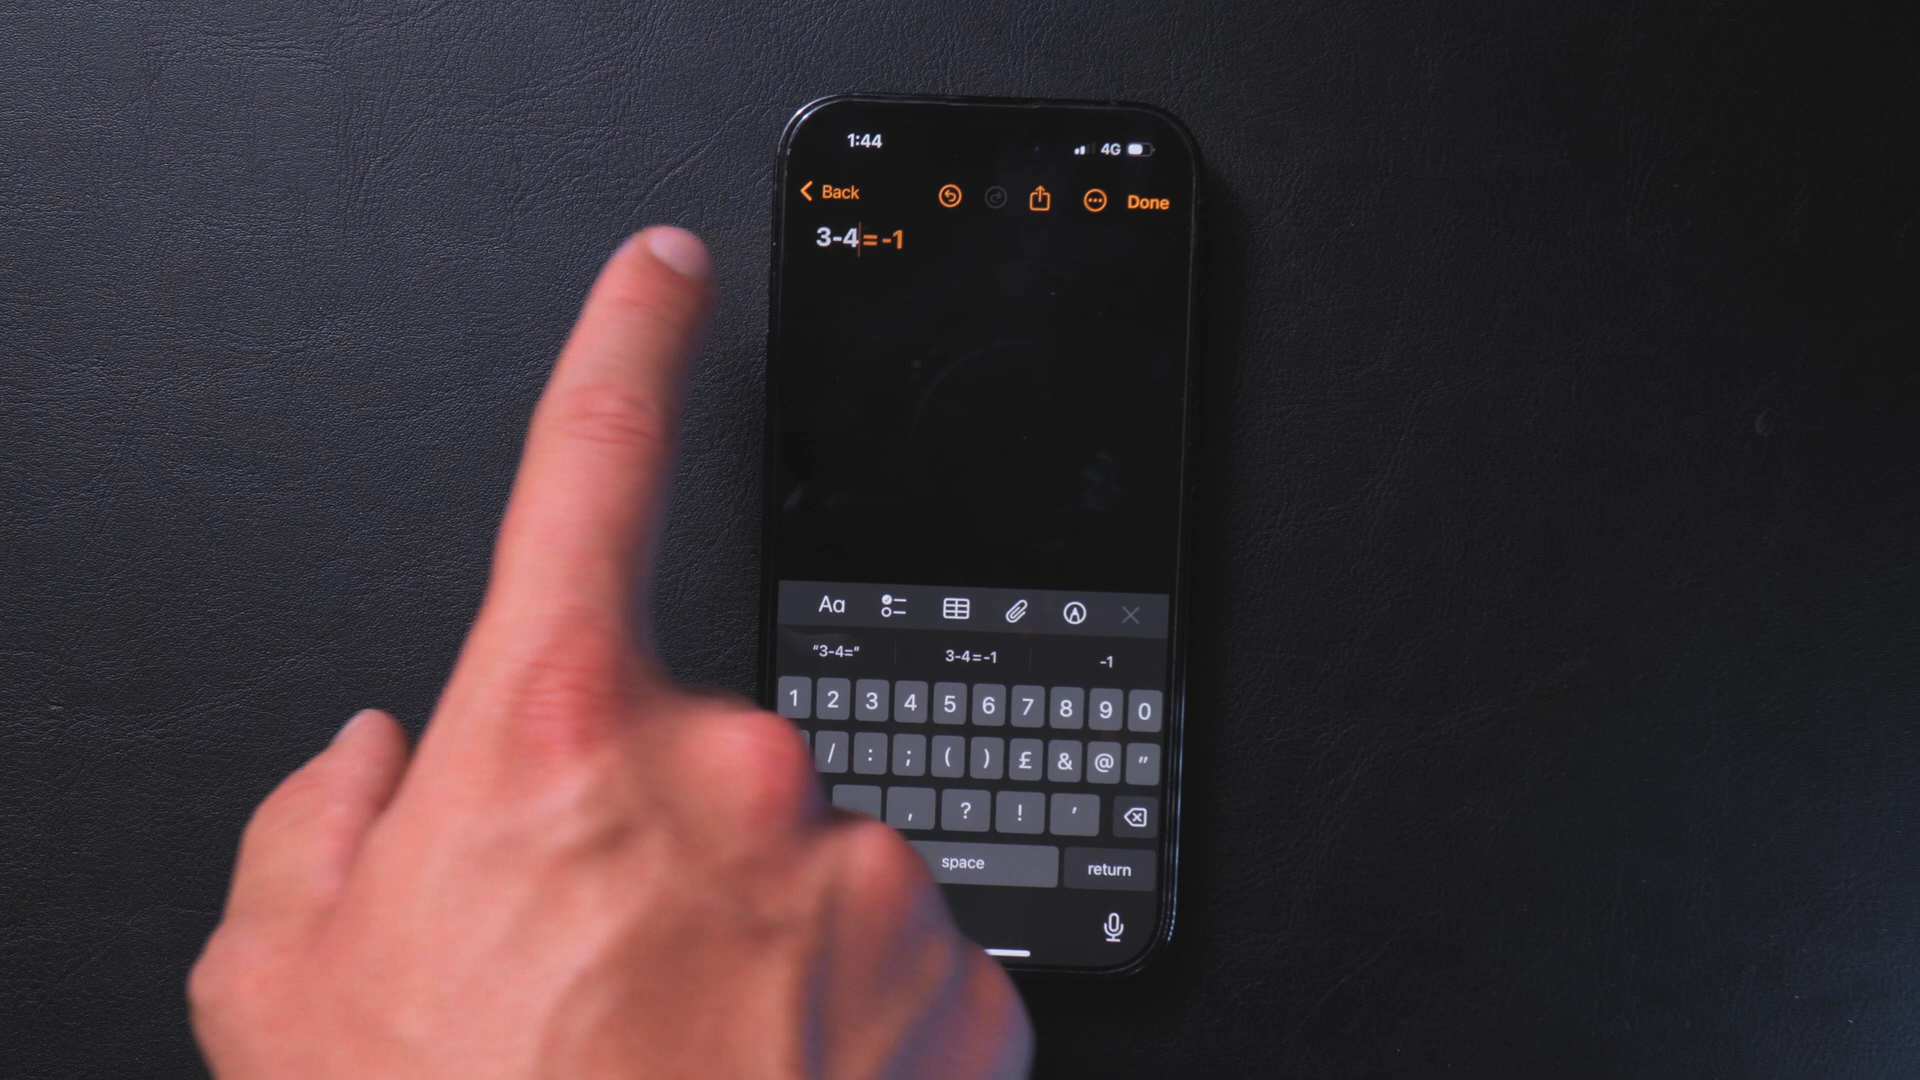 1:44 4G
Back Done
3-4=-1
Aa
“3-4=” 3-4=-1 -1
1 2 3 4 5 6 7 8 9 0
/ : ; ( ) £ & @ ”
, ? ! ’
space return